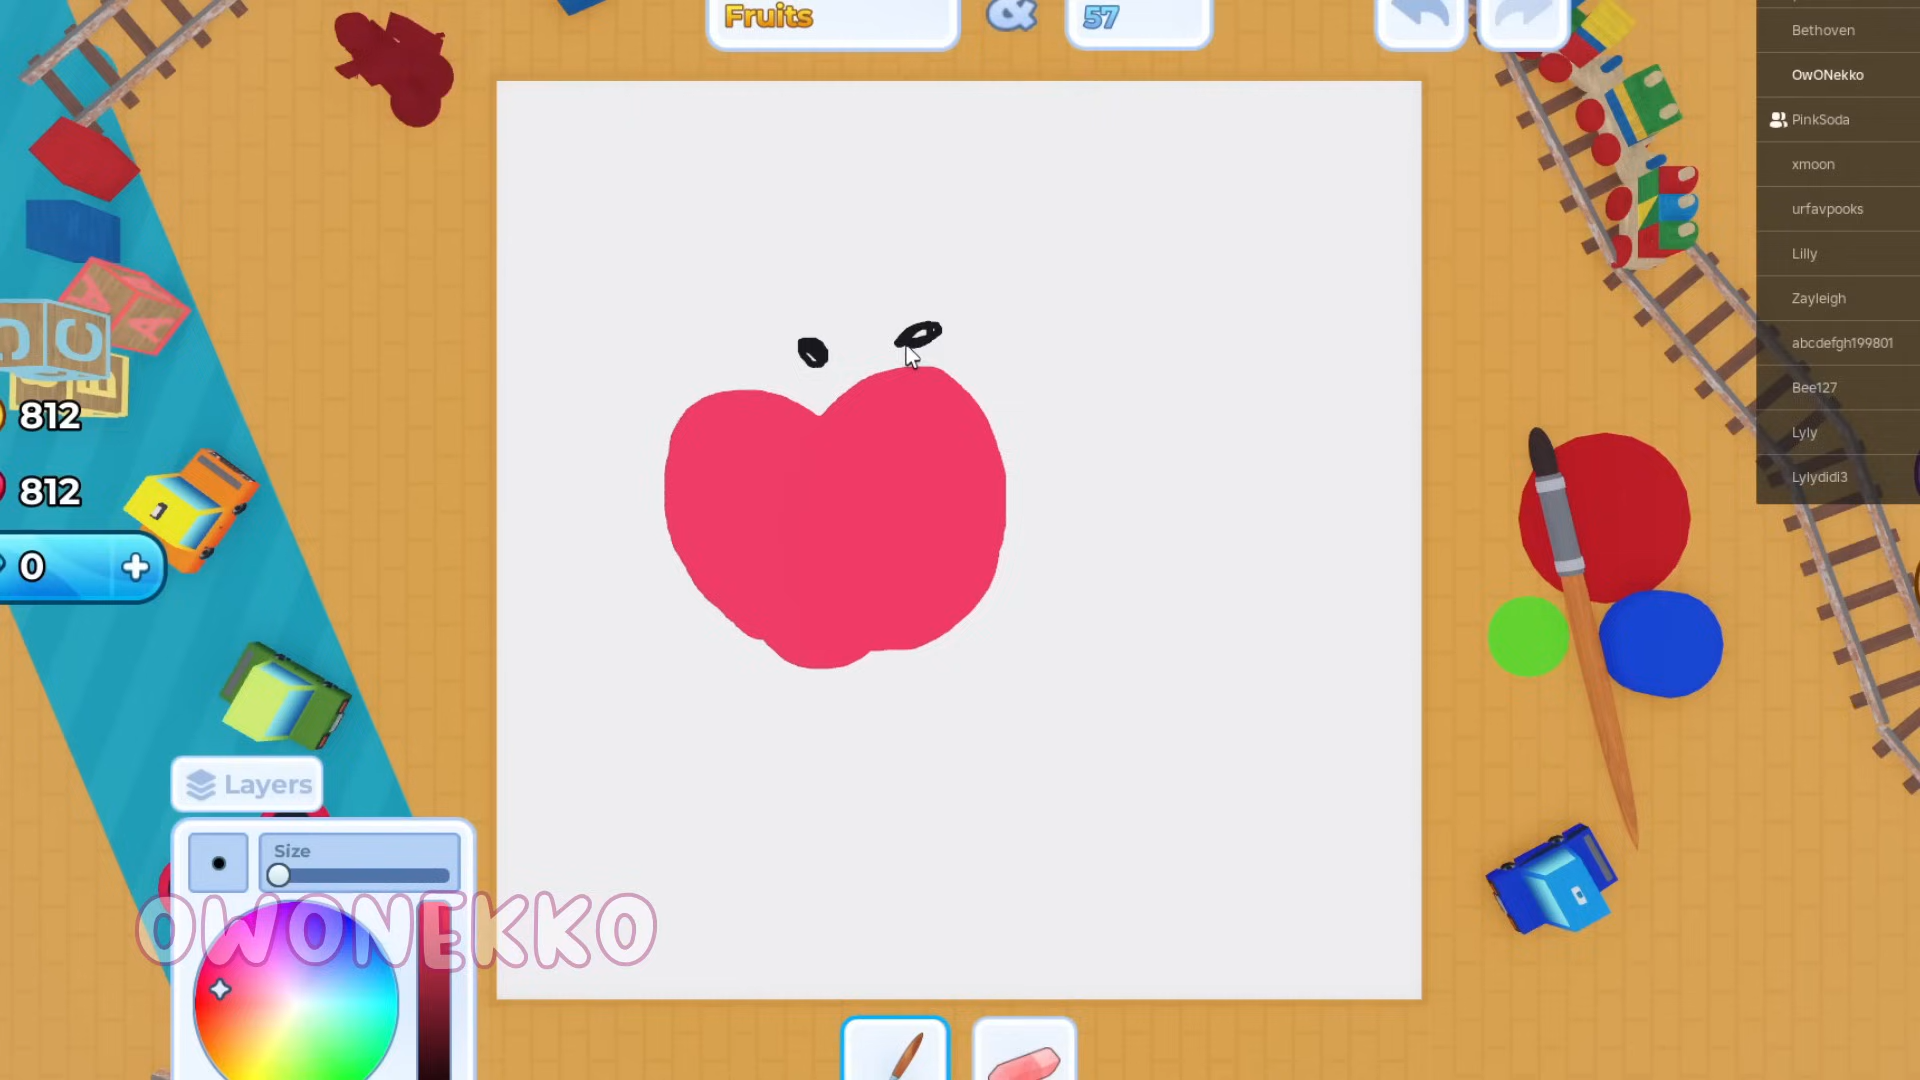 Fruits
&
57
Bethoven
OwONekko
PinkSoda
xmoon
urfavpooks
Lilly
Zayleigh
abcdefgh199801
Bee127
Lyly
Lylydidi3
A
A
O
E
812
812
0
+
1
Layers
Size
OWONEKKO